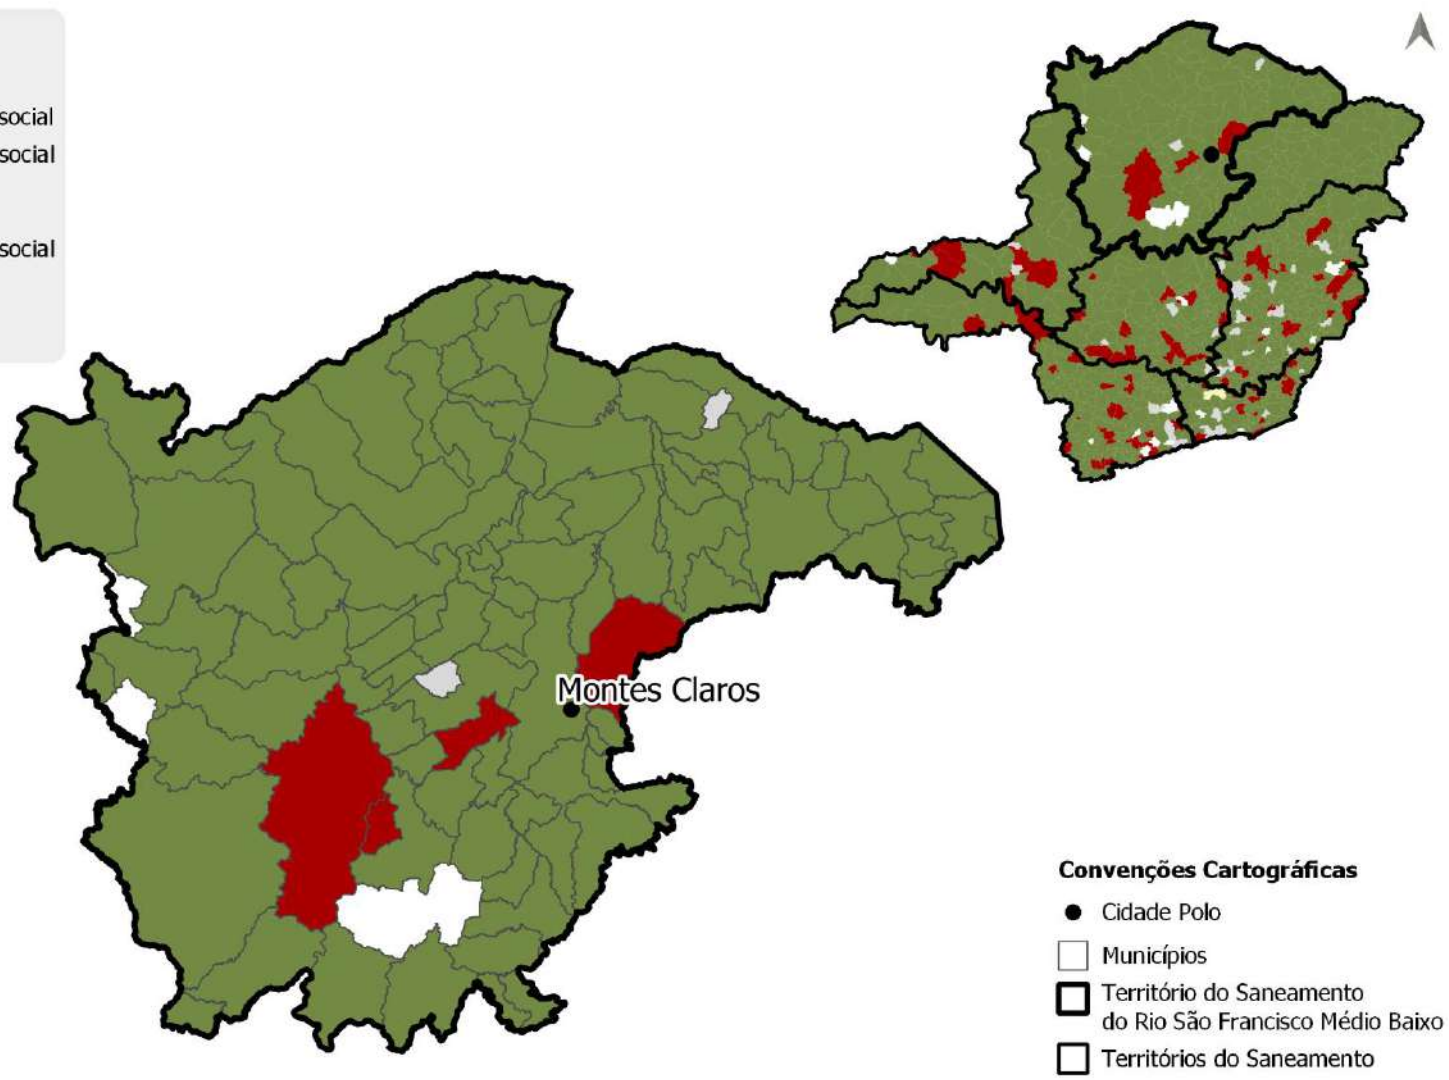 social
social
social
Montes Claros
Convenções Cartográficas
Cidade Polo
Municípios
Território do Saneamento
do Rio São Francisco Médio Baixo
Territórios do Saneamento